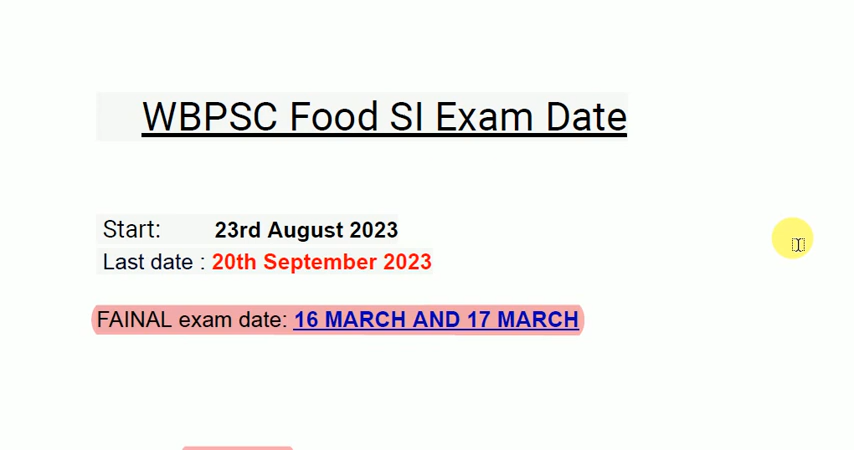 WBPSC Food SI Exam Date
Start: 23rd August 2023
Last date : 20th September 2023
FAINAL exam date: 16 MARCH AND 17 MARCH